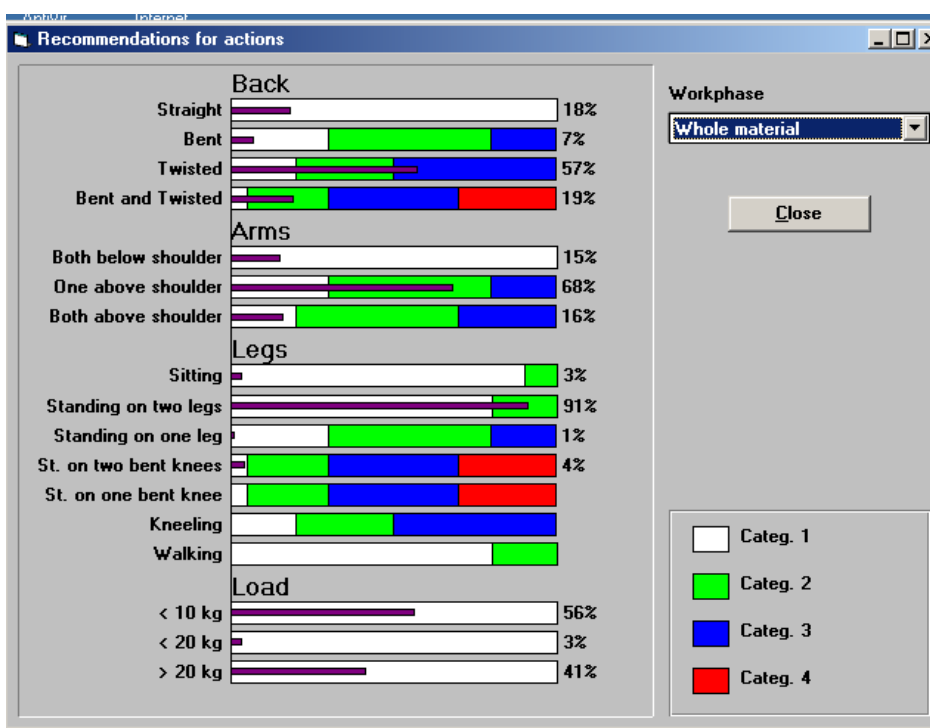 AntiVir Internet
Recommendations for actions
Back
Straight 18%
Bent 7%
Twisted 57%
Bent and Twisted 19%
Arms
Both below shoulder 15%
One above shoulder 68%
Both above shoulder 16%
Legs
Sitting 3%
Standing on two legs 91%
Standing on one leg 1%
St. on two bent knees 4%
St. on one bent knee
Kneeling
Walking
Load
< 10 kg 56%
< 20 kg 3%
> 20 kg 41%
Workphase
Whole material
Close
Categ. 1
Categ. 2
Categ. 3
Categ. 4